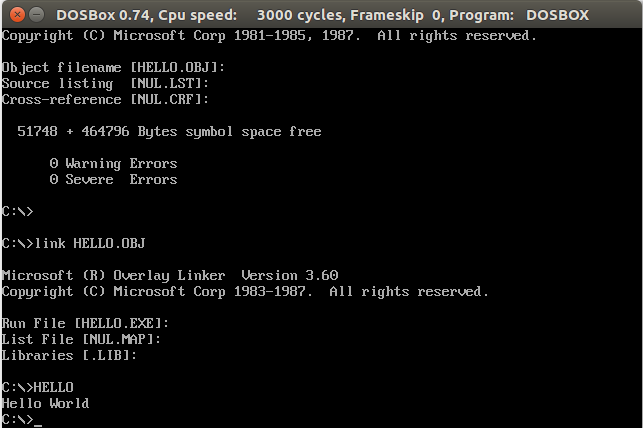 DOSBox 0.74, Cpu speed:    3000 cycles, Frameskip  0, Program:   DOSBOX
Copyright (C) Microsoft Corp 1981-1985, 1987.  All rights reserved.
Object filename [HELLO.OBJ]:
Source listing  [NUL.LST]:
Cross-reference [NUL.CRF]:
  51748 + 464796 Bytes symbol space free
      0 Warning Errors
      0 Severe  Errors
C:\>
C:\>link HELLO.OBJ
Microsoft (R) Overlay Linker  Version 3.60
Copyright (C) Microsoft Corp 1983-1987.  All rights reserved.
Run File [HELLO.EXE]:
List File [NUL.MAP]:
Libraries [.LIB]:
C:\>HELLO
Hello World
C:\>_